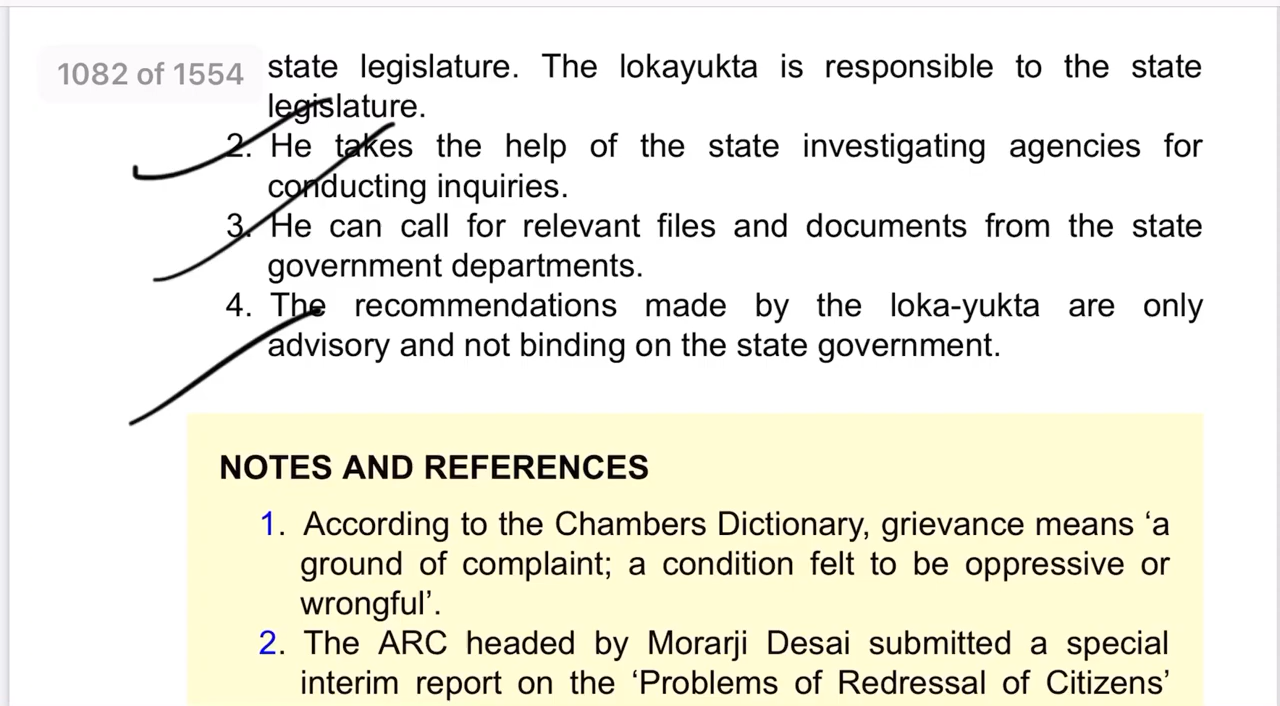 1082 of 1554
state legislature. The lokayukta is responsible to the state
legislature.
2. He takes the help of the state investigating agencies for
conducting inquiries.
3. He can call for relevant files and documents from the state
government departments.
4. The recommendations made by the loka-yukta are only
advisory and not binding on the state government.
NOTES AND REFERENCES
1. According to the Chambers Dictionary, grievance means ‘a
ground of complaint; a condition felt to be oppressive or
wrongful’.
2. The ARC headed by Morarji Desai submitted a special
interim report on the ‘Problems of Redressal of Citizens’